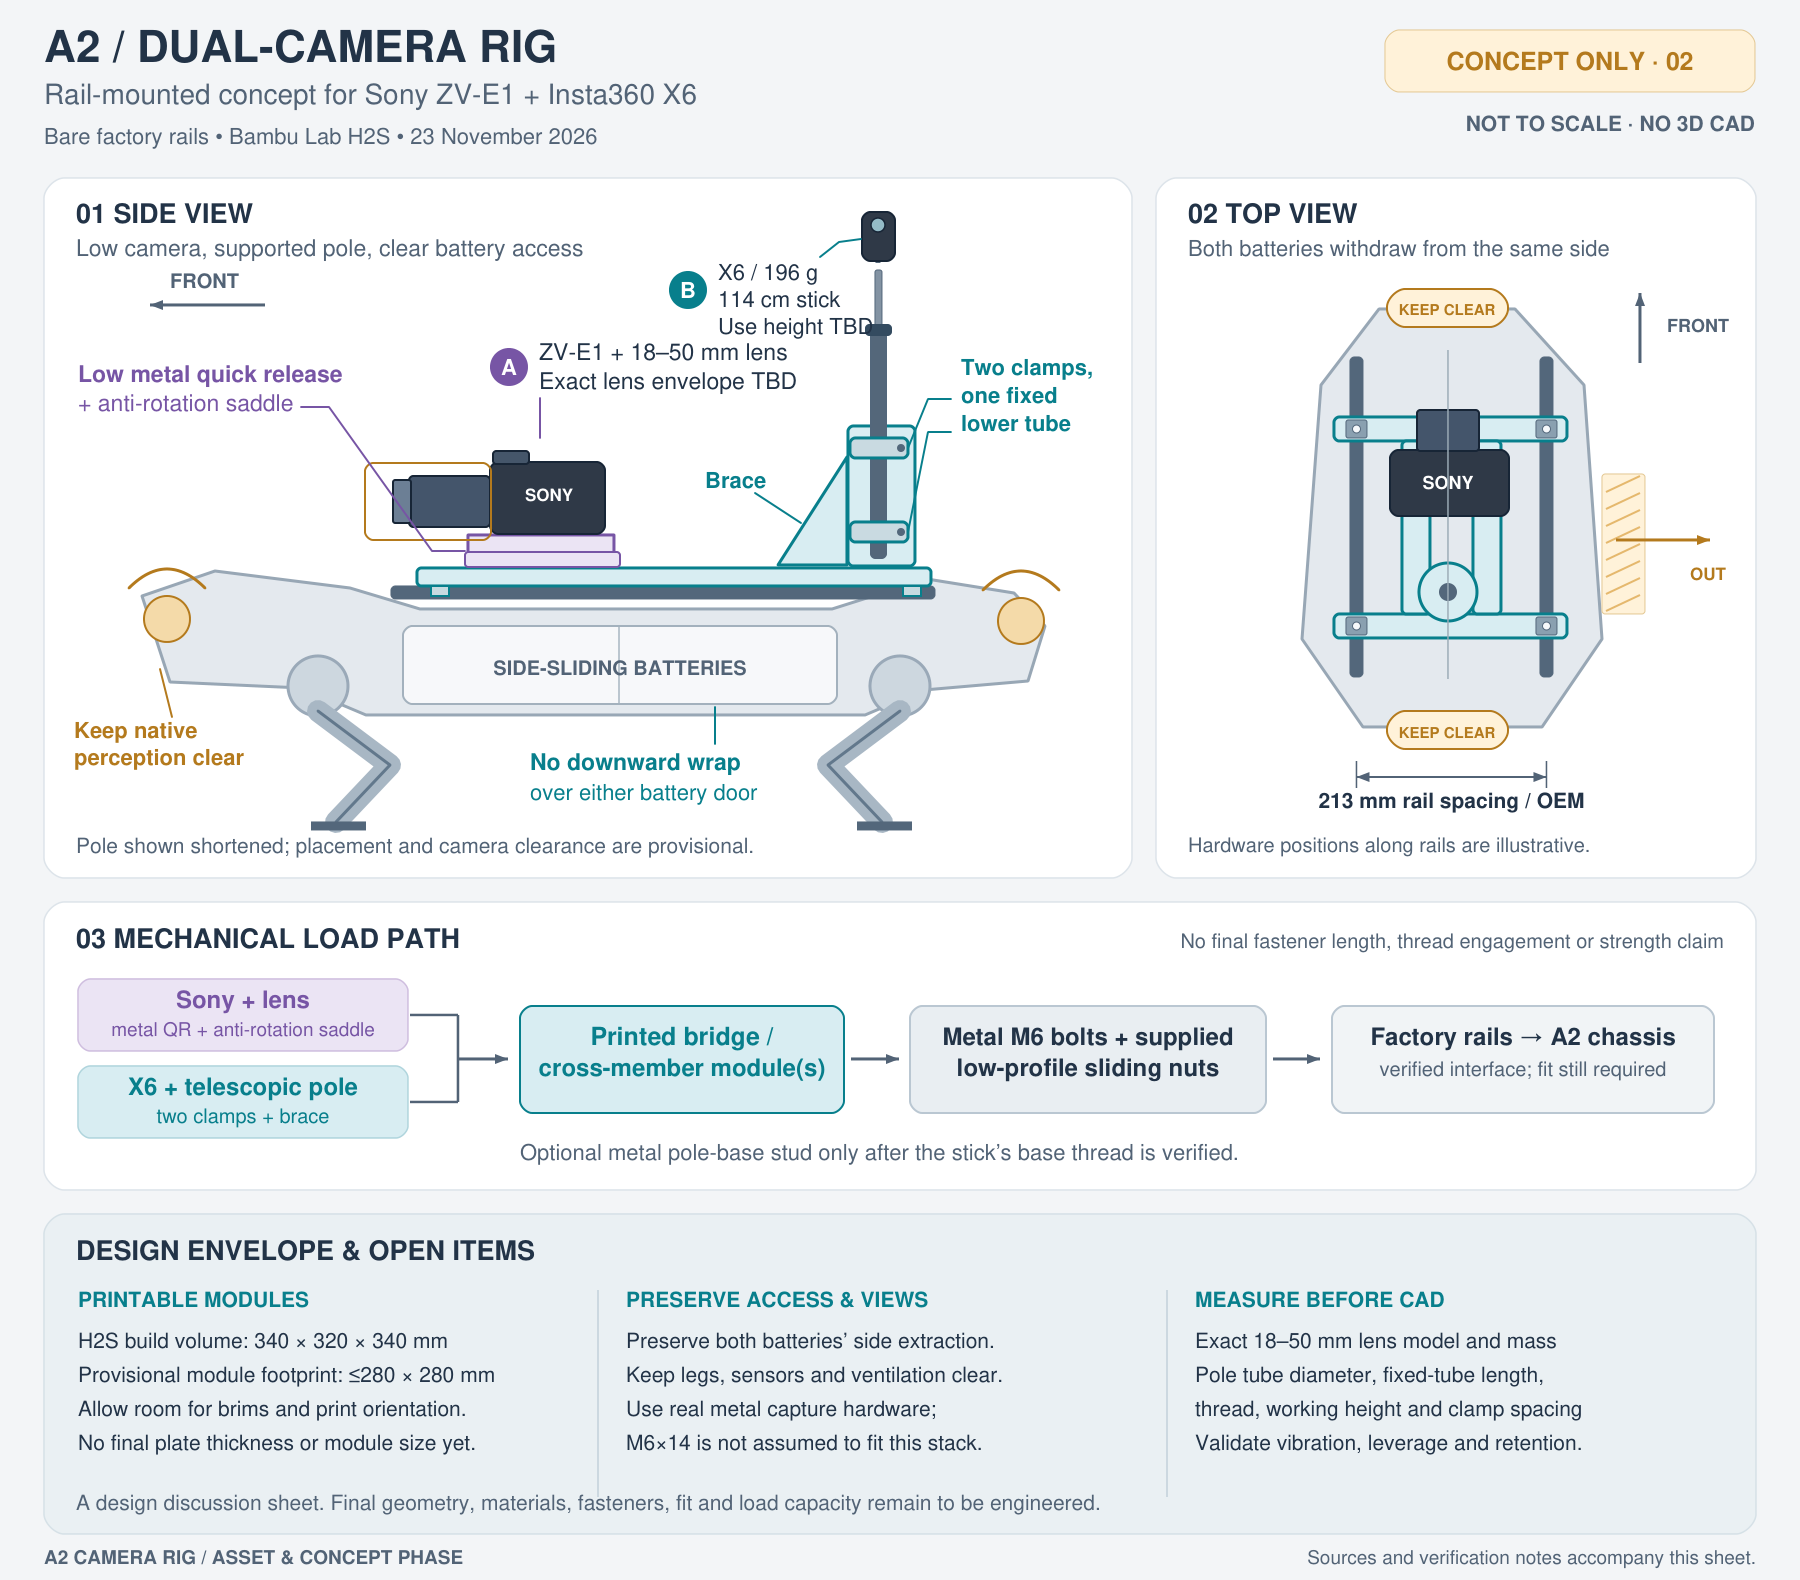 A2 / DUAL-CAMERA RIG
Rail-mounted concept for Sony ZV-E1 + Insta360 X6
Bare factory rails • Bambu Lab H2S • 23 November 2026
CONCEPT ONLY · 02
NOT TO SCALE · NO 3D CAD
01 SIDE VIEW
Low camera, supported pole, clear battery access
FRONT
B
X6 / 196 g
114 cm stick
Use height TBD
A
ZV-E1 + 18–50 mm lens
Exact lens envelope TBD
Low metal quick release
+ anti-rotation saddle
Two clamps,
one fixed
lower tube
Brace
SONY
SIDE-SLIDING BATTERIES
Keep native
perception clear
No downward wrap
over either battery door
Pole shown shortened; placement and camera clearance are provisional.
02 TOP VIEW
Both batteries withdraw from the same side
KEEP CLEAR
FRONT
SONY
OUT
KEEP CLEAR
213 mm rail spacing / OEM
Hardware positions along rails are illustrative.
03 MECHANICAL LOAD PATH
No final fastener length, thread engagement or strength claim
Sony + lens
metal QR + anti-rotation saddle
X6 + telescopic pole
two clamps + brace
Printed bridge /
cross-member module(s)
Metal M6 bolts + supplied
low-profile sliding nuts
Factory rails → A2 chassis
verified interface; fit still required
Optional metal pole-base stud only after the stick’s base thread is verified.
DESIGN ENVELOPE & OPEN ITEMS
PRINTABLE MODULES
H2S build volume: 340 × 320 × 340 mm
Provisional module footprint: ≤280 × 280 mm
Allow room for brims and print orientation.
No final plate thickness or module size yet.
PRESERVE ACCESS & VIEWS
Preserve both batteries’ side extraction.
Keep legs, sensors and ventilation clear.
Use real metal capture hardware;
M6×14 is not assumed to fit this stack.
MEASURE BEFORE CAD
Exact 18–50 mm lens model and mass
Pole tube diameter, fixed-tube length,
thread, working height and clamp spacing
Validate vibration, leverage and retention.
A design discussion sheet. Final geometry, materials, fasteners, fit and load capacity remain to be engineered.
A2 CAMERA RIG / ASSET & CONCEPT PHASE
Sources and verification notes accompany this sheet.